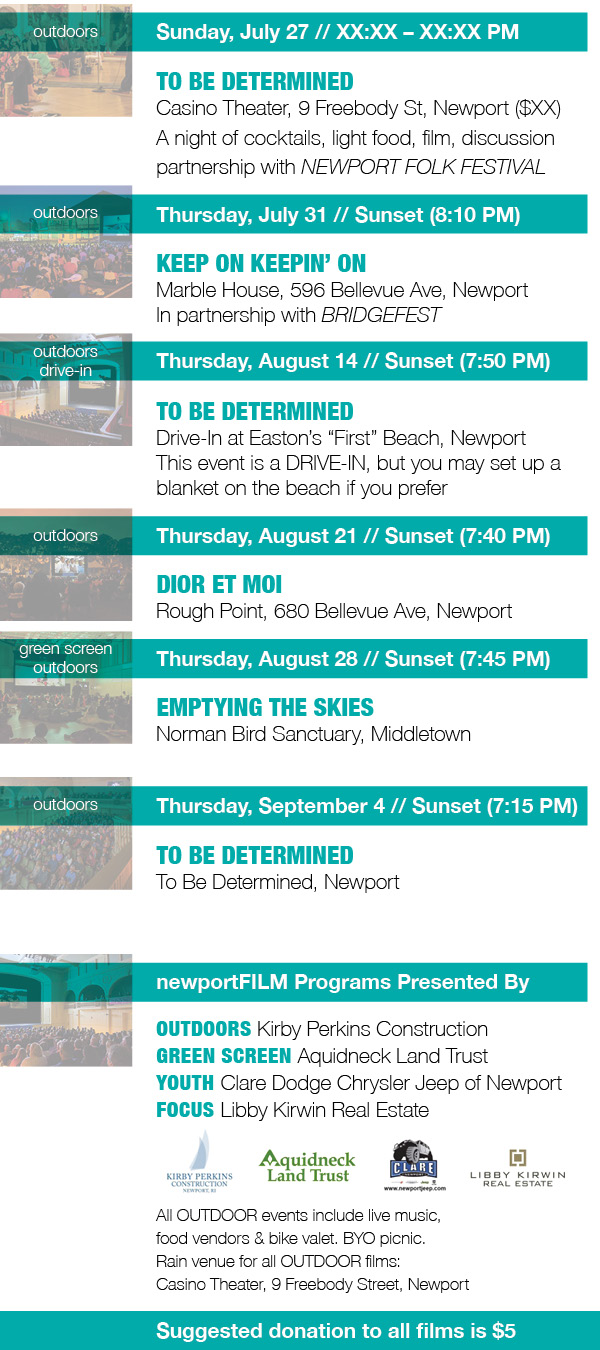 outdoors
Sunday, July 27 // XX:XX – XX:XX PM
TO BE DETERMINED
Casino Theater, 9 Freebody St, Newport ($XX)
A night of cocktails, light food, film, discussion
partnership with NEWPORT FOLK FESTIVAL
outdoors
Thursday, July 31 // Sunset (8:10 PM)
KEEP ON KEEPIN’ ON
Marble House, 596 Bellevue Ave, Newport
In partnership with BRIDGEFEST
outdoors
drive-in
Thursday, August 14 // Sunset (7:50 PM)
TO BE DETERMINED
Drive-In at Easton’s “First” Beach, Newport
This event is a DRIVE-IN, but you may set up a
blanket on the beach if you prefer
outdoors
Thursday, August 21 // Sunset (7:40 PM)
DIOR ET MOI
Rough Point, 680 Bellevue Ave, Newport
green screen
outdoors
Thursday, August 28 // Sunset (7:45 PM)
EMPTYING THE SKIES
Norman Bird Sanctuary, Middletown
outdoors
Thursday, September 4 // Sunset (7:15 PM)
TO BE DETERMINED
To Be Determined, Newport
newportFILM Programs Presented By
OUTDOORS Kirby Perkins Construction
GREEN SCREEN Aquidneck Land Trust
YOUTH Clare Dodge Chrysler Jeep of Newport
FOCUS Libby Kirwin Real Estate
KIRBY PERKINS
CONSTRUCTION
NEWPORT, RI
Aquidneck
Land Trust
CLARE
www.newportjeep.com
LIBBY KIRWIN
REAL ESTATE
All OUTDOOR events include live music,
food vendors & bike valet. BYO picnic.
Rain venue for all OUTDOOR films:
Casino Theater, 9 Freebody Street, Newport
Suggested donation to all films is $5